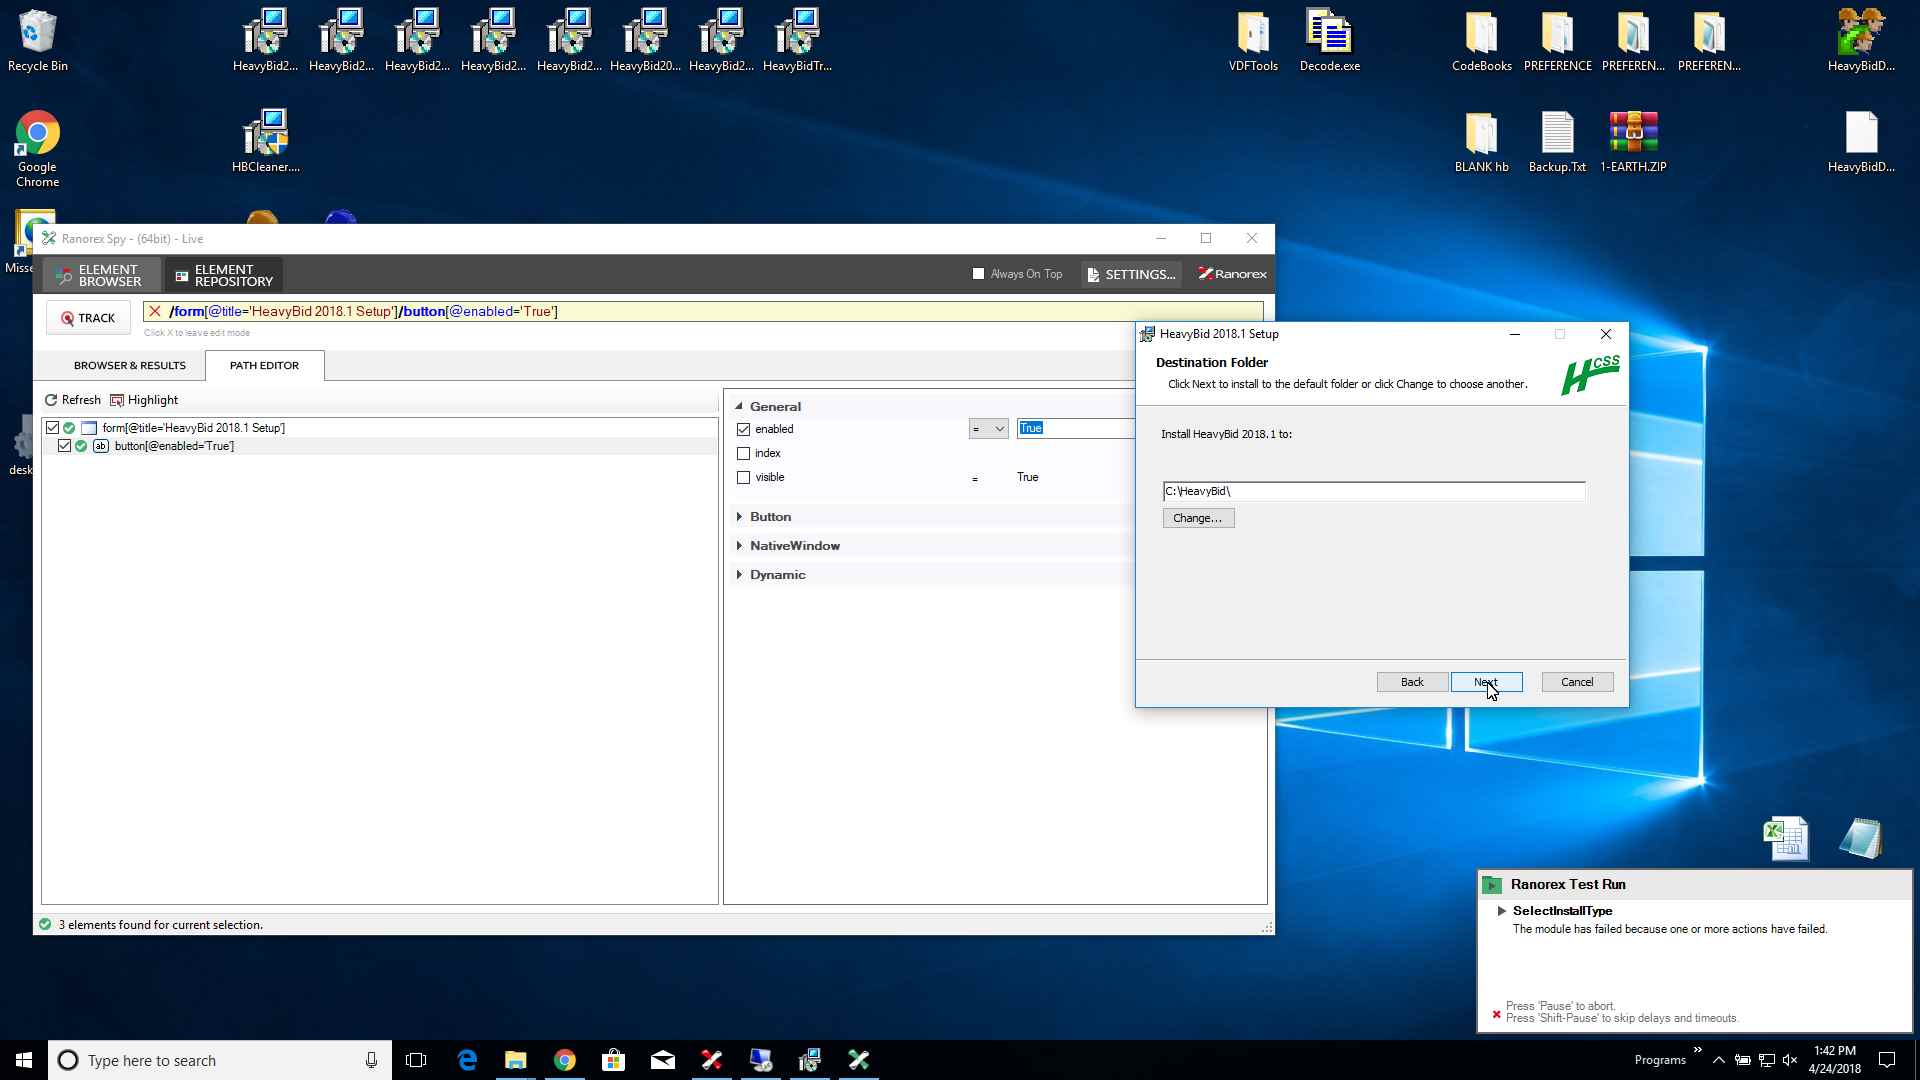 Recycle Bin
HeavyBid2...
HeavyBid2...
HeavyBid2...
HeavyBid2...
HeavyBid2...
HeavyBid20...
HeavyBid2...
HeavyBidTr...
VDFTools
Decode.exe
CodeBooks
PREFERENCE
PREFEREN...
PREFEREN...
HeavyBidD...
Google
Chrome
HBCleaner....
BLANK hb
Backup.Txt
1-EARTH.ZIP
HeavyBidD...
Misse
desk
Ranorex Spy - (64bit) - Live
ELEMENT
BROWSER
ELEMENT
REPOSITORY
Always On Top
SETTINGS...
Ranorex
TRACK
/form[@title='HeavyBid 2018.1 Setup']/button[@enabled='True']
Click X to leave edit mode
BROWSER & RESULTS
PATH EDITOR
Refresh
Highlight
form[@title='HeavyBid 2018.1 Setup']
ab
button[@enabled='True']
General
enabled
=
True
index
visible
=
True
Button
NativeWindow
Dynamic
3 elements found for current selection.
HeavyBid 2018.1 Setup
Destination Folder
Click Next to install to the default folder or click Change to choose another.
HCSS
Install HeavyBid 2018.1 to:
C:\HeavyBid\
Change...
Back
Next
Cancel
Ranorex Test Run
SelectInstallType
The module has failed because one or more actions have failed.
Press 'Pause' to abort.
Press 'Shift-Pause' to skip delays and timeouts.
Type here to search
Programs
1:42 PM
4/24/2018